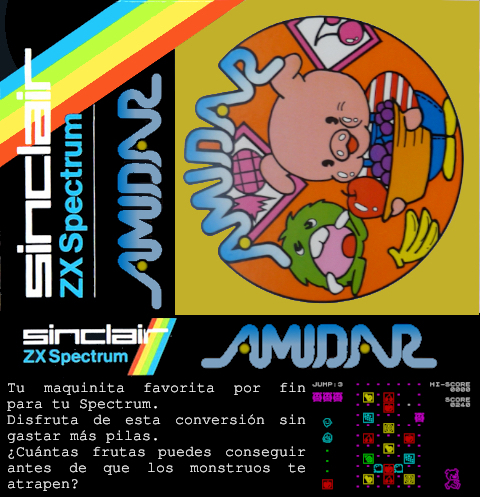 sinclair
ZX Spectrum
AMIDAR
AMIDAR
sinclair
ZX Spectrum
AMIDAR
Tu maquinita favorita por fin
para tu Spectrum.
Disfruta de esta conversión sin
gastar más pilas.
¿Cuántas frutas puedes conseguir
antes de que los monstruos te
atrapen?
JUMP:3
HI-SCORE
0000
SCORE
0240